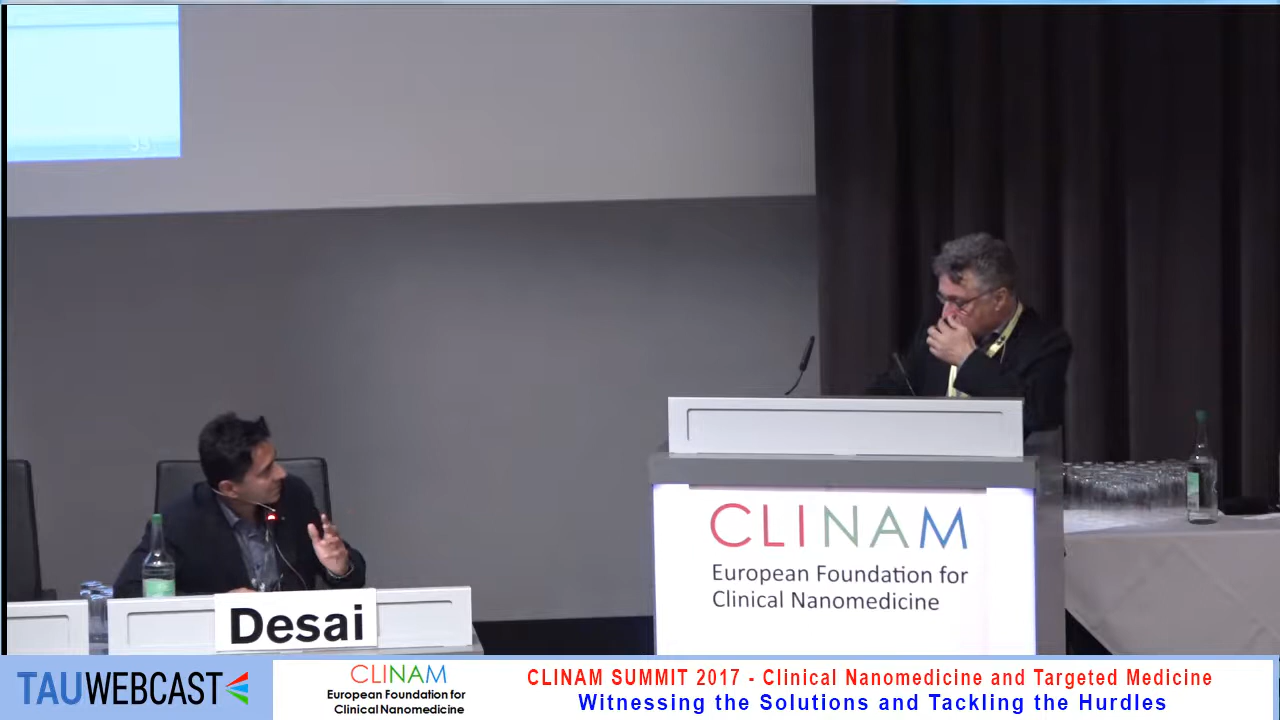 Desai
CLINAM
European Foundation for
Clinical Nanomedicine
TAUWEBCAST
CLINAM
European Foundation for
Clinical Nanomedicine
CLINAM SUMMIT 2017 - Clinical Nanomedicine and Targeted Medicine
Witnessing the Solutions and Tackling the Hurdles